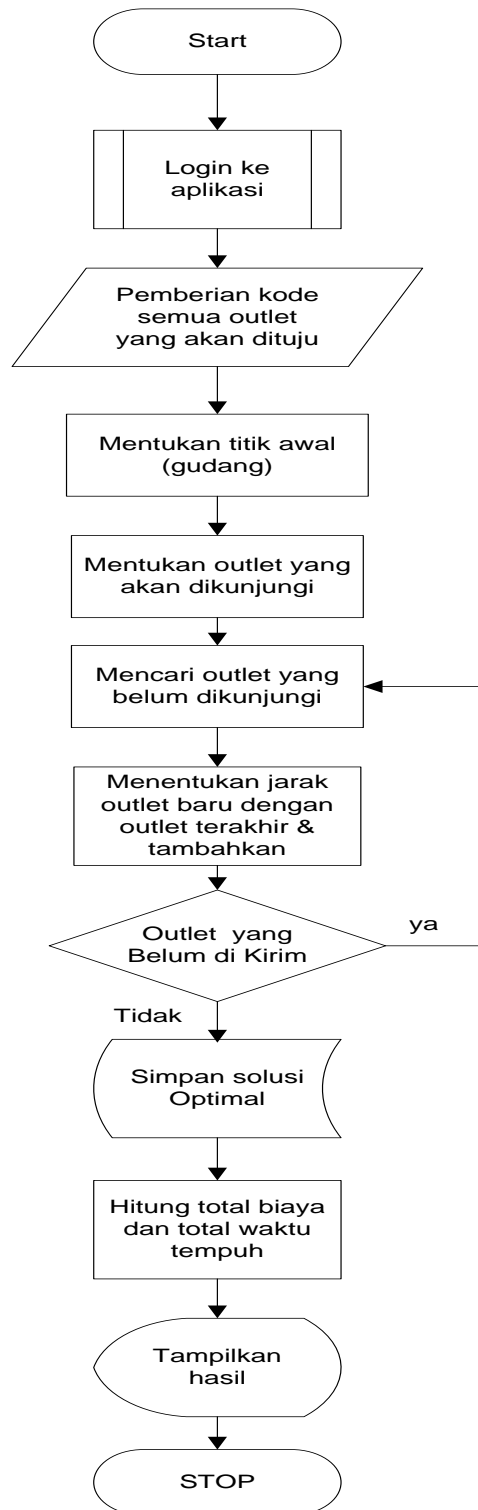 Start
Login ke
aplikasi
Pemberian kode
semua outlet
yang akan dituju
Mentukan titik awal
(gudang)
Mentukan outlet yang
akan dikunjungi
Mencari outlet yang
belum dikunjungi
Menentukan jarak
outlet baru dengan
outlet terakhir &
tambahkan
Outlet yang
Belum di Kirim
ya
Tidak
Simpan solusi
Optimal
Hitung total biaya
dan total waktu
tempuh
Tampilkan
hasil
STOP